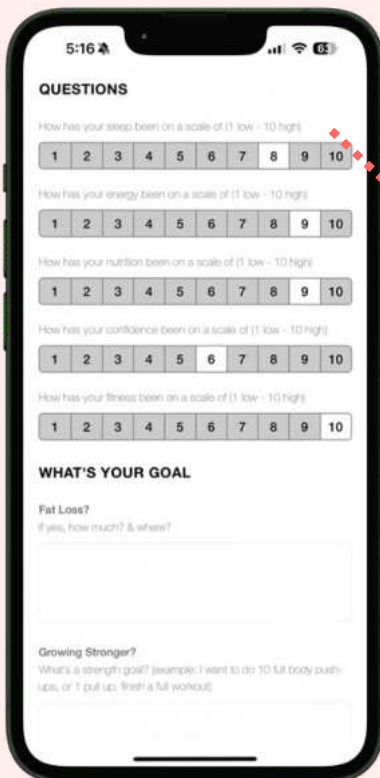 5:16
63
QUESTIONS
How has your sleep been on a scale of (1 low - 10 high)
1 2 3 4 5 6 7 8 9 10
How has your energy been on a scale of (1 low - 10 high)
1 2 3 4 5 6 7 8 9 10
How has your nutrition been on a scale of (1 low - 10 high)
1 2 3 4 5 6 7 8 9 10
How has your confidence been on a scale of (1 low - 10 high)
1 2 3 4 5 6 7 8 9 10
How has your fitness been on a scale of (1 low - 10 high)
1 2 3 4 5 6 7 8 9 10
WHAT'S YOUR GOAL
Fat Loss?
If yes, how much? & where?
Growing Stronger?
What's a strength goal? (example: I want to do 10 full body push-
ups, or 1 pull up, finish a full workout)